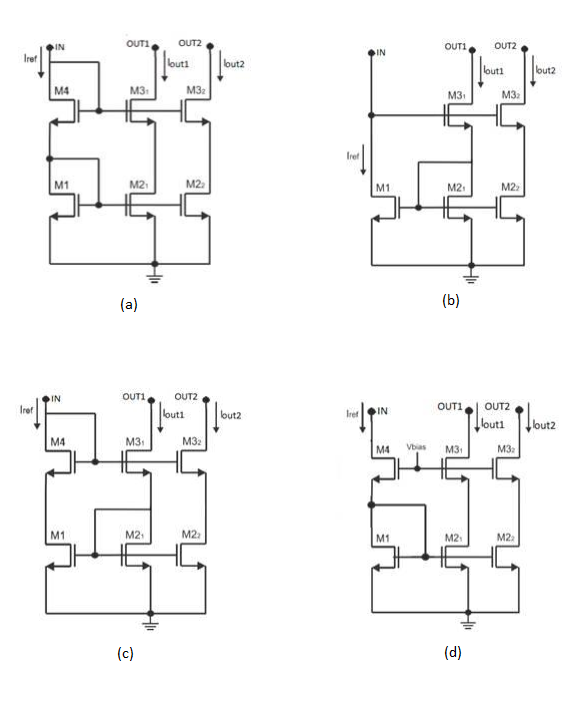 IN OUT1 OUT2
Iref Iout1 Iout2
M4 M3₁ M3₂
M1 M2₁ M2₂
(a)
IN OUT1 OUT2
Iout1 Iout2
M3₁ M3₂
Iref
M1 M2₁ M2₂
(b)
IN OUT1 OUT2
Iref Iout1 Iout2
M4 M3₁ M3₂
M1 M2₁ M2₂
(c)
Iref IN OUT1 OUT2
Iout1 Iout2
M4 Vbias M3₁ M3₂
M1 M2₁ M2₂
(d)